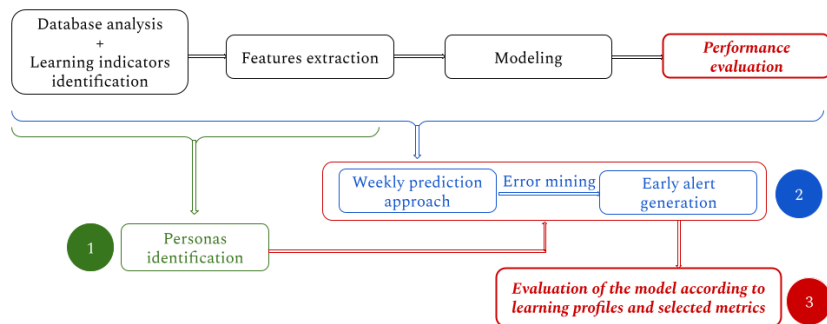 Database analysis
+
Learning indicators
identification
Features extraction
Modeling
Performance
evaluation
Weekly prediction
approach
Error mining
Early alert
generation
2
1
Personas
identification
Evaluation of the model according to
learning profiles and selected metrics
3